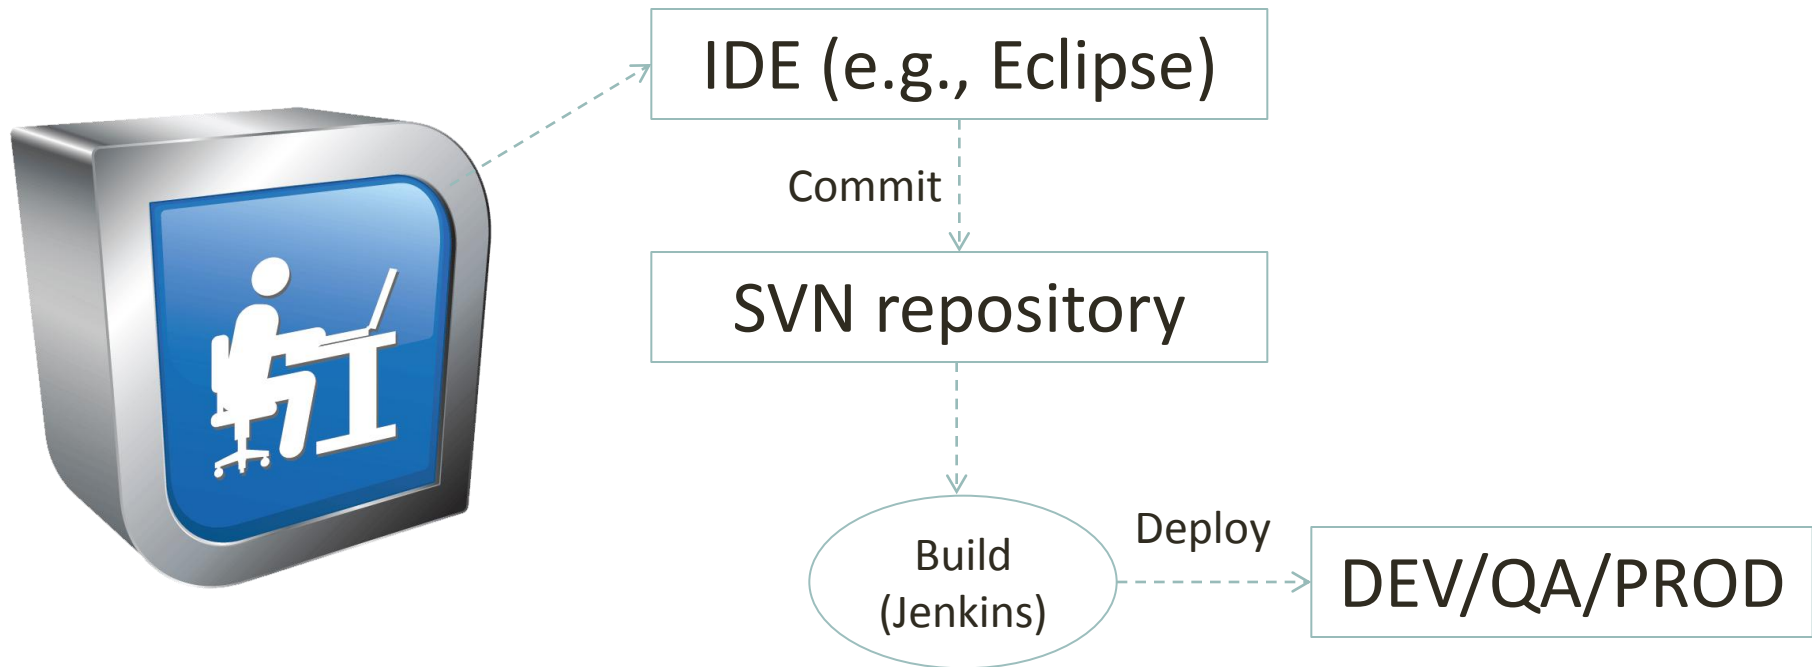 IDE (e.g., Eclipse)
Commit
SVN repository
Build
(Jenkins)
Deploy
DEV/QA/PROD